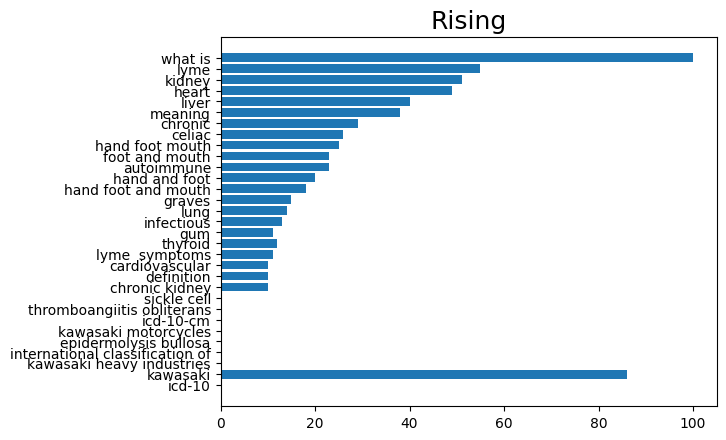 Rising
what is
lyme
kidney
heart
liver
meaning
chronic
celiac
hand foot mouth
foot and mouth
autoimmune
hand and foot
hand foot and mouth
graves
lung
infectious
gum
thyroid
lyme  symptoms
cardiovascular
definition
chronic kidney
sickle cell
thromboangiitis obliterans
icd-10-cm
kawasaki motorcycles
epidermolysis bullosa
international classification of
kawasaki heavy industries
kawasaki
icd-10
0 20 40 60 80 100